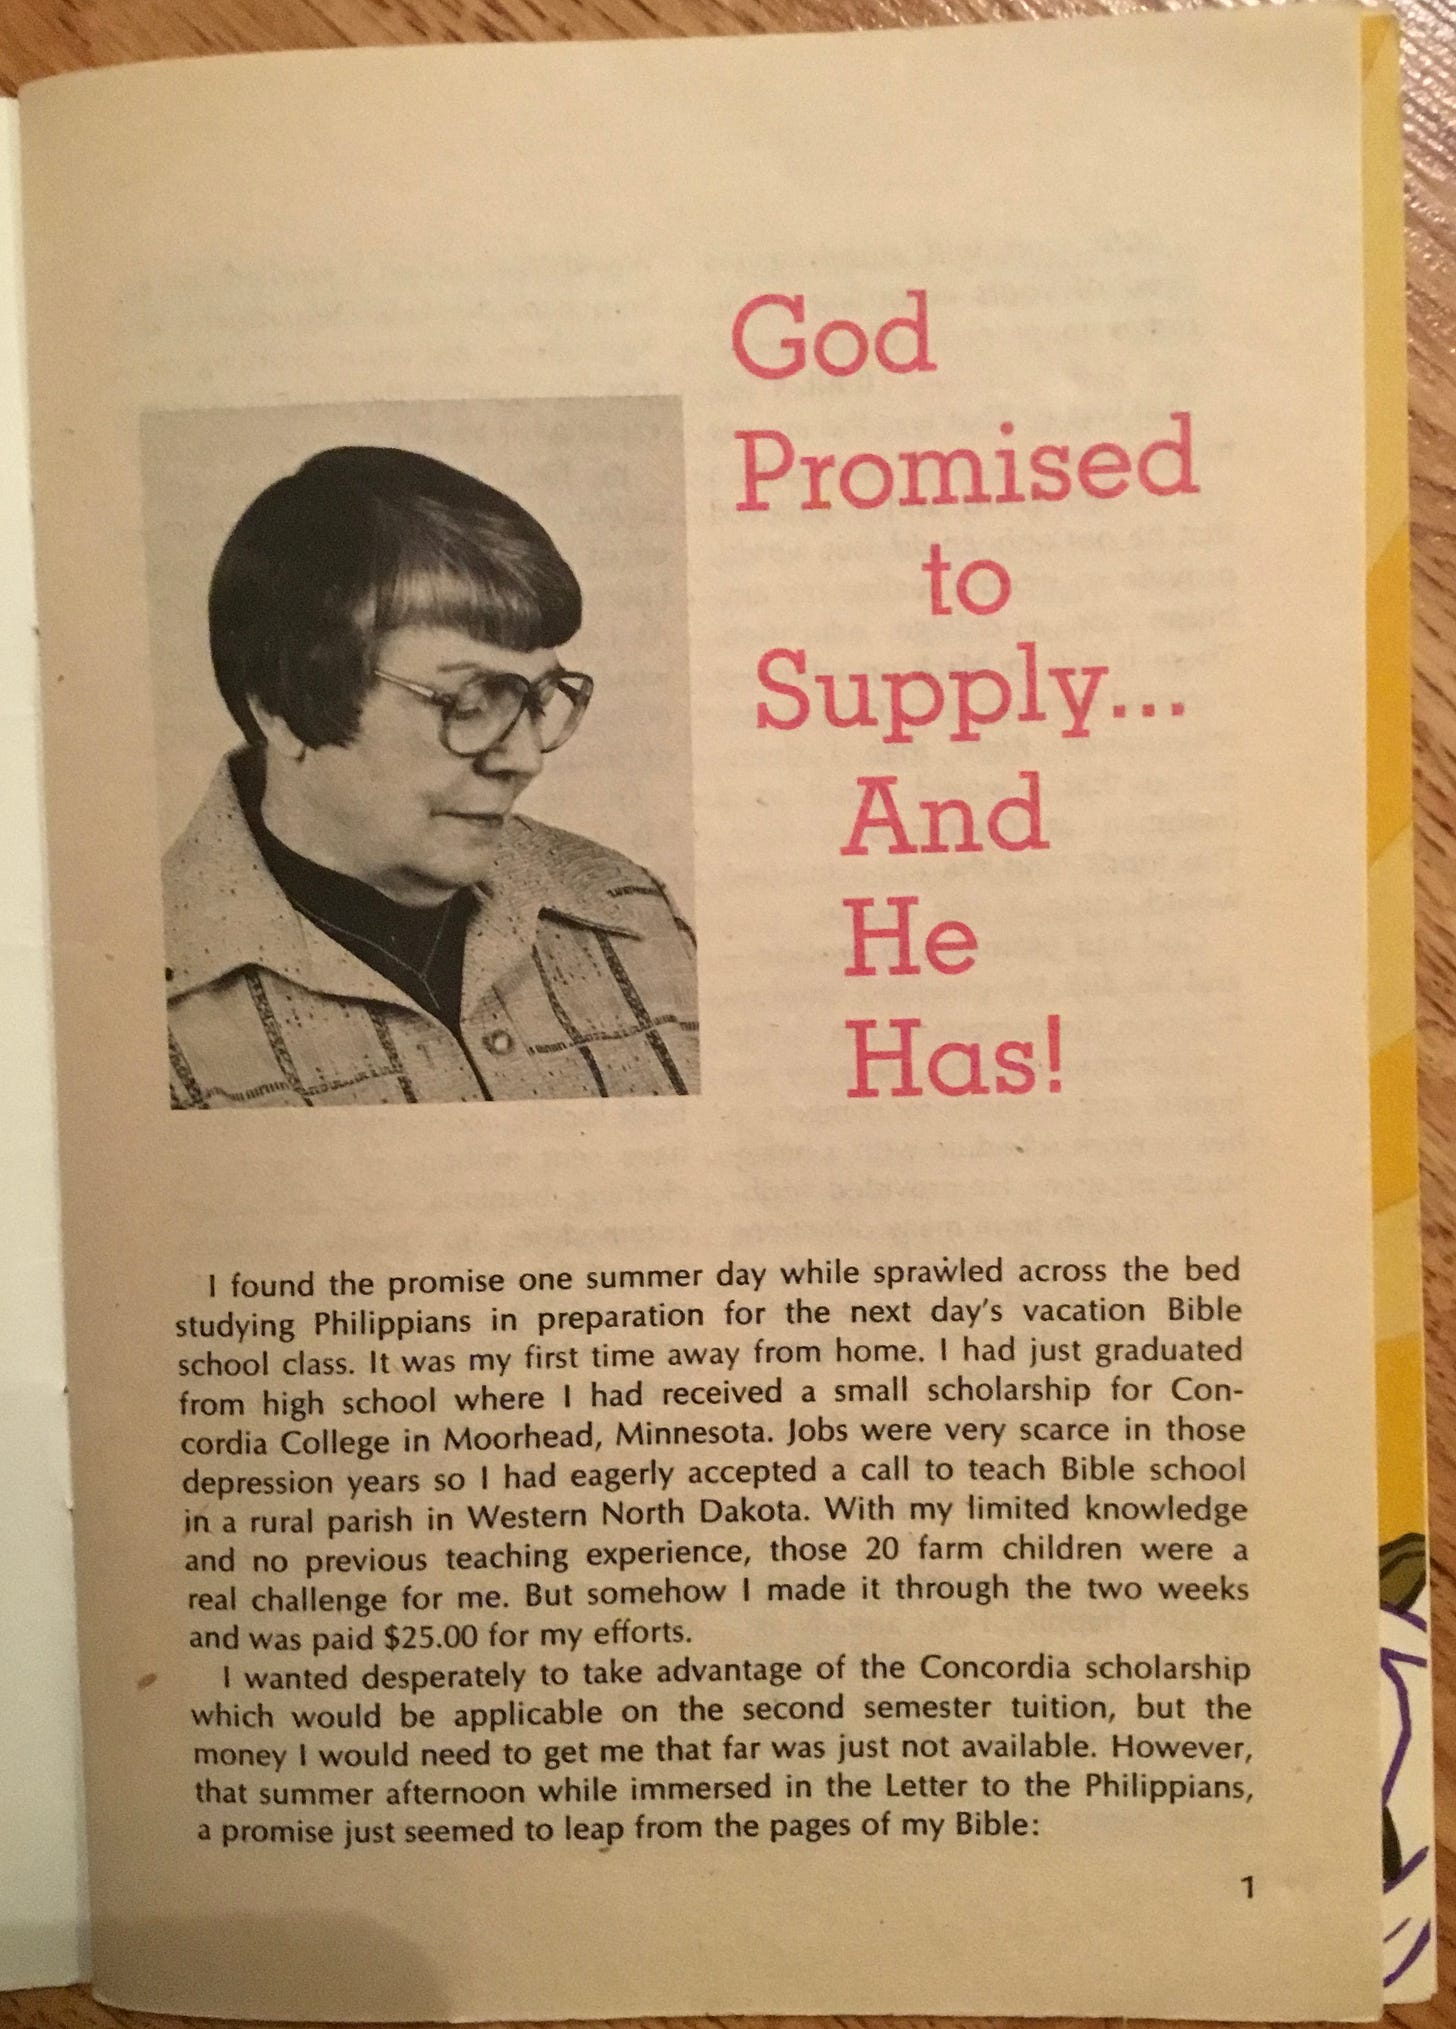 God
Promised
to
Supply...
And
He
Has!
I found the promise one summer day while sprawled across the bed
studying Philippians in preparation for the next day's vacation Bible
school class. It was my first time away from home. I had just graduated
from high school where I had received a small scholarship for Con-
cordia College in Moorhead, Minnesota. Jobs were very scarce in those
depression years so I had eagerly accepted a call to teach Bible school
in a rural parish in Western North Dakota. With my limited knowledge
and no previous teaching experience, those 20 farm children were a
real challenge for me. But somehow I made it through the two weeks
and was paid $25.00 for my efforts.
I wanted desperately to take advantage of the Concordia scholarship
which would be applicable on the second semester tuition, but the
money I would need to get me that far was just not available. However,
that summer afternoon while immersed in the Letter to the Philippians,
a promise just seemed to leap from the pages of my Bible:
1